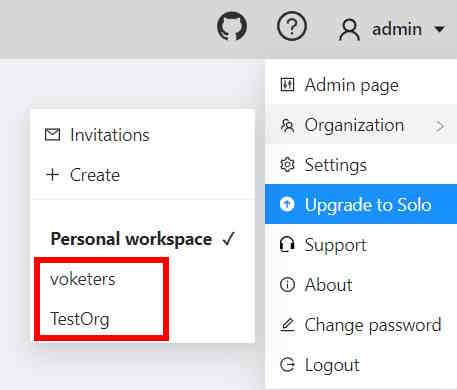 admin
Admin page
Organization
Settings
Upgrade to Solo
Support
About
Change password
Logout
Invitations
Create
Personal workspace
voketers
TestOrg